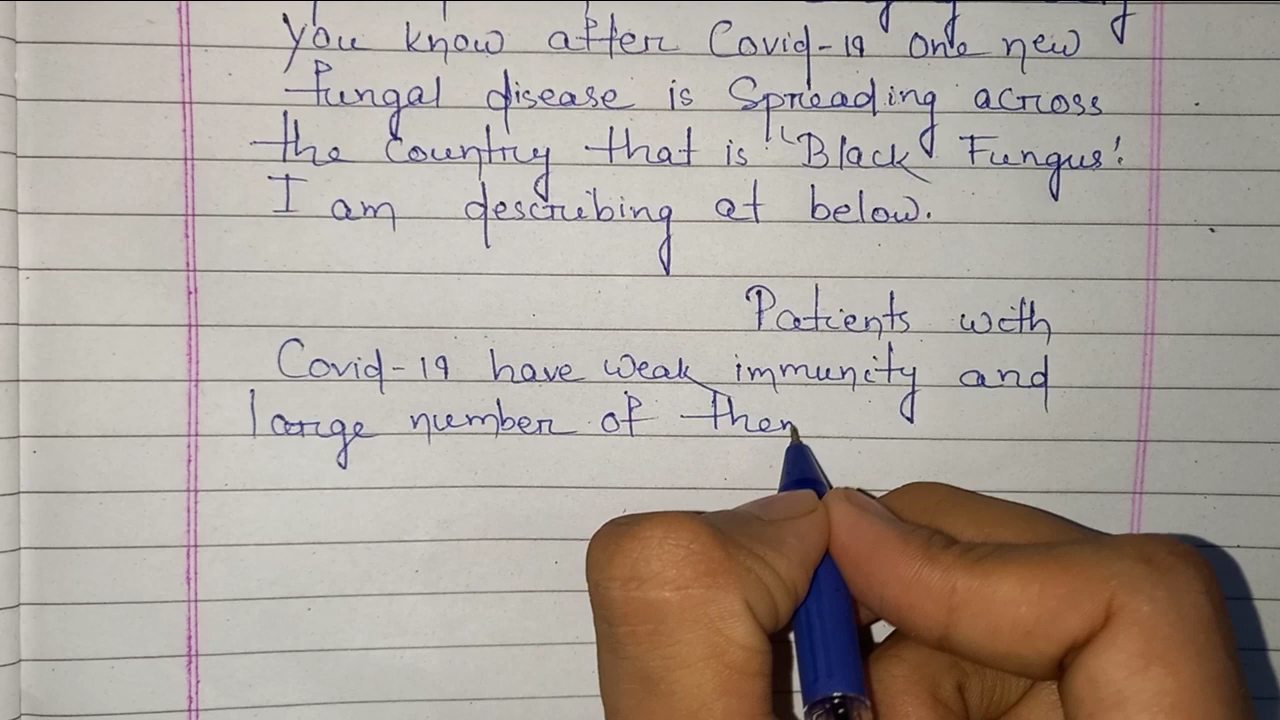 you know after Covid-19 one new
fungal disease is Spreading across
the Country that is "Black Fungus'.
I am describing at below.
Patients with
Covid-19 have weak immunity and
large number of them